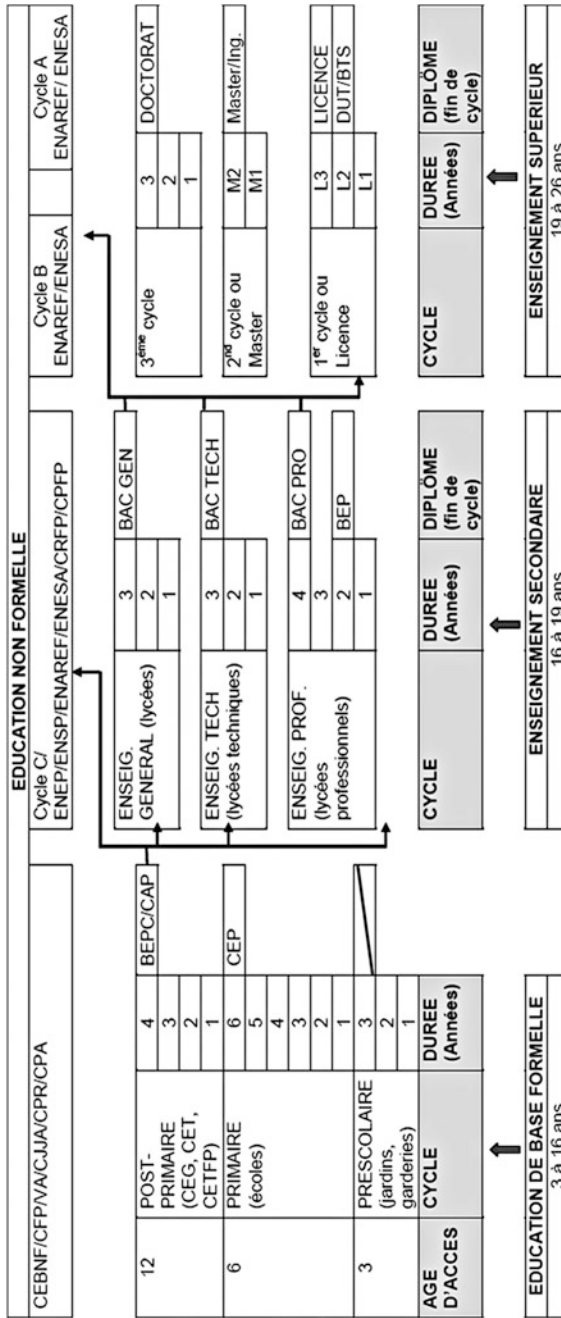 EDUCATION NON FORMELLE
CEBNF/CFP/VA/CJJA/CPR/CPA
Cycle C/
ENEP/ENSP/ENAREF/ENESA/CRFP/CPFP
Cycle B
ENAREF/ENESA
Cycle A
ENAREF/ ENESA
12
POST-
PRIMAIRE
(CEG, CET,
CETFP)
4
3
2
1
BEPC/CAP
6
PRIMAIRE
(écoles)
6
5
4
3
2
1
CEP
3
PRESCOLAIRE
(jardins,
garderies)
3
2
1
AGE
D'ACCES
CYCLE
DUREE
(Années)
EDUCATION DE BASE FORMELLE
3 à 16 ans
ENSEIG.
GENERAL (lycées)
3
2
1
BAC GEN
ENSEIG. TECH
(lycées techniques)
3
2
1
BAC TECH
ENSEIG. PROF.
(lycées
professionnels)
4
3
2
1
BAC PRO
BEP
CYCLE
DUREE
(Années)
DIPLÔME
(fin de
cycle)
ENSEIGNEMENT SECONDAIRE
16 à 19 ans
3ème cycle
3
2
1
DOCTORAT
2nd cycle ou
Master
M2
M1
Master/Ing.
1er cycle ou
Licence
L3
L2
L1
LICENCE
DUT/BTS
CYCLE
DUREE
(Années)
DIPLÔME
(fin de
cycle)
ENSEIGNEMENT SUPERIEUR
19 à 26 ans